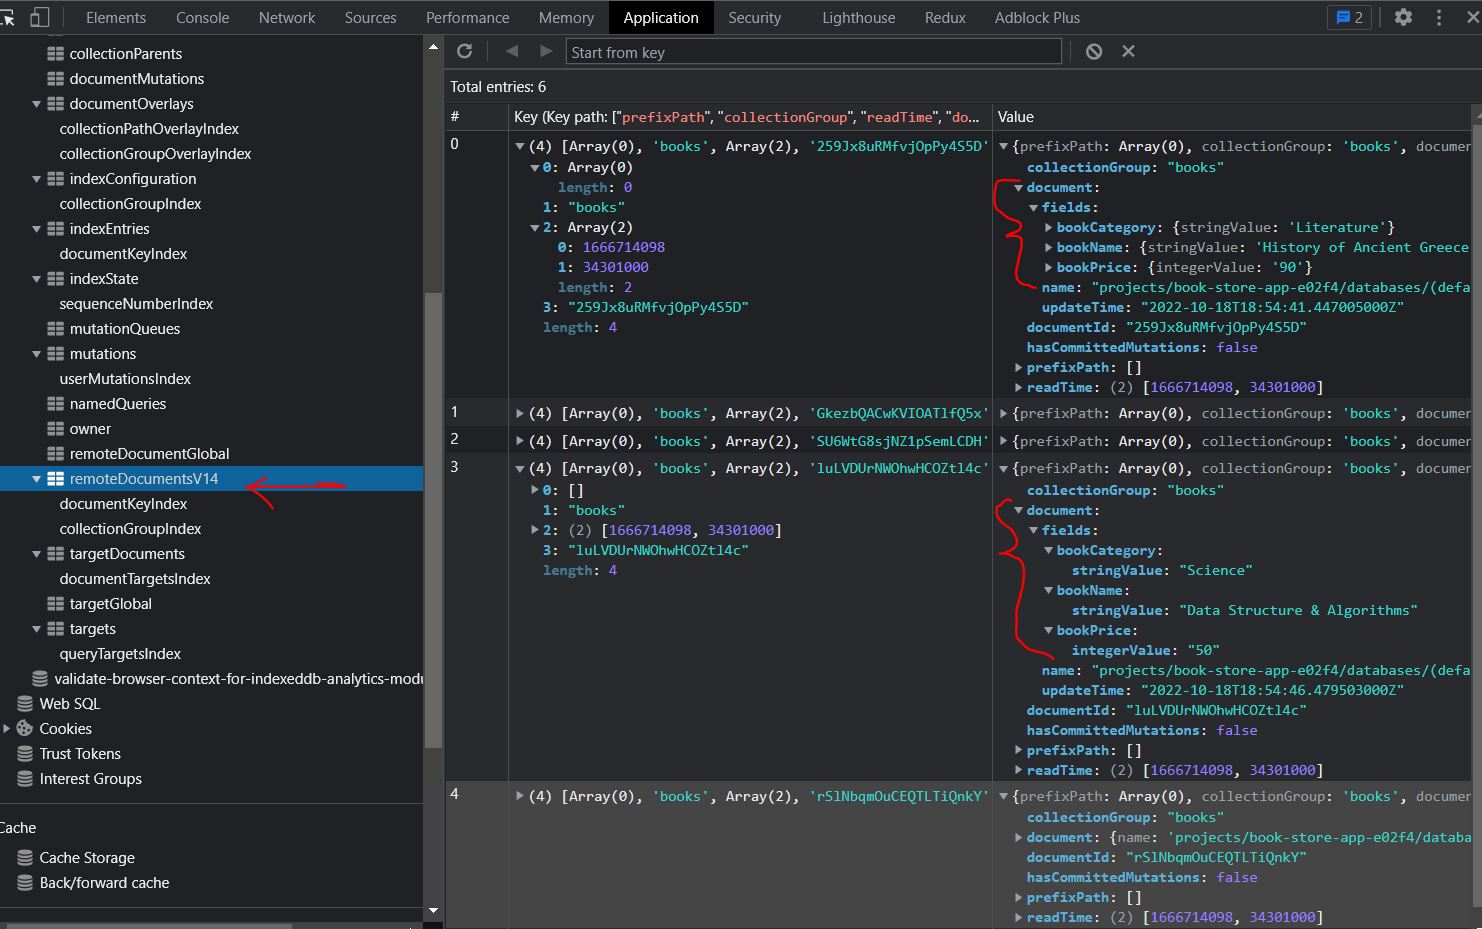 Elements Console Network Sources Performance Memory Application Security Lighthouse Redux Adblock Plus 2
collectionParents
documentMutations
documentOverlays
collectionPathOverlayIndex
collectionGroupOverlayIndex
indexConfiguration
collectionGroupIndex
indexEntries
documentKeyIndex
indexState
sequenceNumberIndex
mutationQueues
mutations
userMutationsIndex
namedQueries
owner
remoteDocumentGlobal
remoteDocumentsV14
documentKeyIndex
collectionGroupIndex
targetDocuments
documentTargetsIndex
targetGlobal
targets
queryTargetsIndex
validate-browser-context-for-indexeddb-analytics-modu
Web SQL
Cookies
Trust Tokens
Interest Groups
Cache
Cache Storage
Back/forward cache
Start from key
Total entries: 6
# Key (Key path: ["prefixPath", "collectionGroup", "readTime", "do... Value
0 (4) [Array(0), 'books', Array(2), '259Jx8uRMfvjOpPy4S5D'
0: Array(0)
length: 0
1: "books"
2: Array(2)
0: 1666714098
1: 34301000
length: 2
3: "259Jx8uRMfvjOpPy4S5D"
length: 4
{prefixPath: Array(0), collectionGroup: 'books', documen
collectionGroup: "books"
document:
fields:
bookCategory: {stringValue: 'Literature'}
bookName: {stringValue: 'History of Ancient Greece
bookPrice: {integerValue: '90'}
name: "projects/book-store-app-e02f4/databases/(defa
updateTime: "2022-10-18T18:54:41.447005000Z"
documentId: "259Jx8uRMfvjOpPy4S5D"
hasCommittedMutations: false
prefixPath: []
readTime: (2) [1666714098, 34301000]
1 (4) [Array(0), 'books', Array(2), 'GkezbQACwKVIOATlfQ5x' {prefixPath: Array(0), collectionGroup: 'books', documen
2 (4) [Array(0), 'books', Array(2), 'SU6WtG8sjNZ1pSemLCDH' {prefixPath: Array(0), collectionGroup: 'books', documen
3 (4) [Array(0), 'books', Array(2), 'luLVDUrNWOhwHCOZtl4c'
0: []
1: "books"
2: (2) [1666714098, 34301000]
3: "luLVDUrNWOhwHCOZtl4c"
length: 4
{prefixPath: Array(0), collectionGroup: 'books', documen
collectionGroup: "books"
document:
fields:
bookCategory:
stringValue: "Science"
bookName:
stringValue: "Data Structure & Algorithms"
bookPrice:
integerValue: "50"
name: "projects/book-store-app-e02f4/databases/(defa
updateTime: "2022-10-18T18:54:46.479503000Z"
documentId: "luLVDUrNWOhwHCOZtl4c"
hasCommittedMutations: false
prefixPath: []
readTime: (2) [1666714098, 34301000]
4 (4) [Array(0), 'books', Array(2), 'rSlNbqmOuCEQTLTiQnkY'
{prefixPath: Array(0), collectionGroup: 'books', documen
collectionGroup: "books"
document: {name: 'projects/book-store-app-e02f4/databa
documentId: "rSlNbqmOuCEQTLTiQnkY"
hasCommittedMutations: false
prefixPath: []
readTime: (2) [1666714098, 34301000]